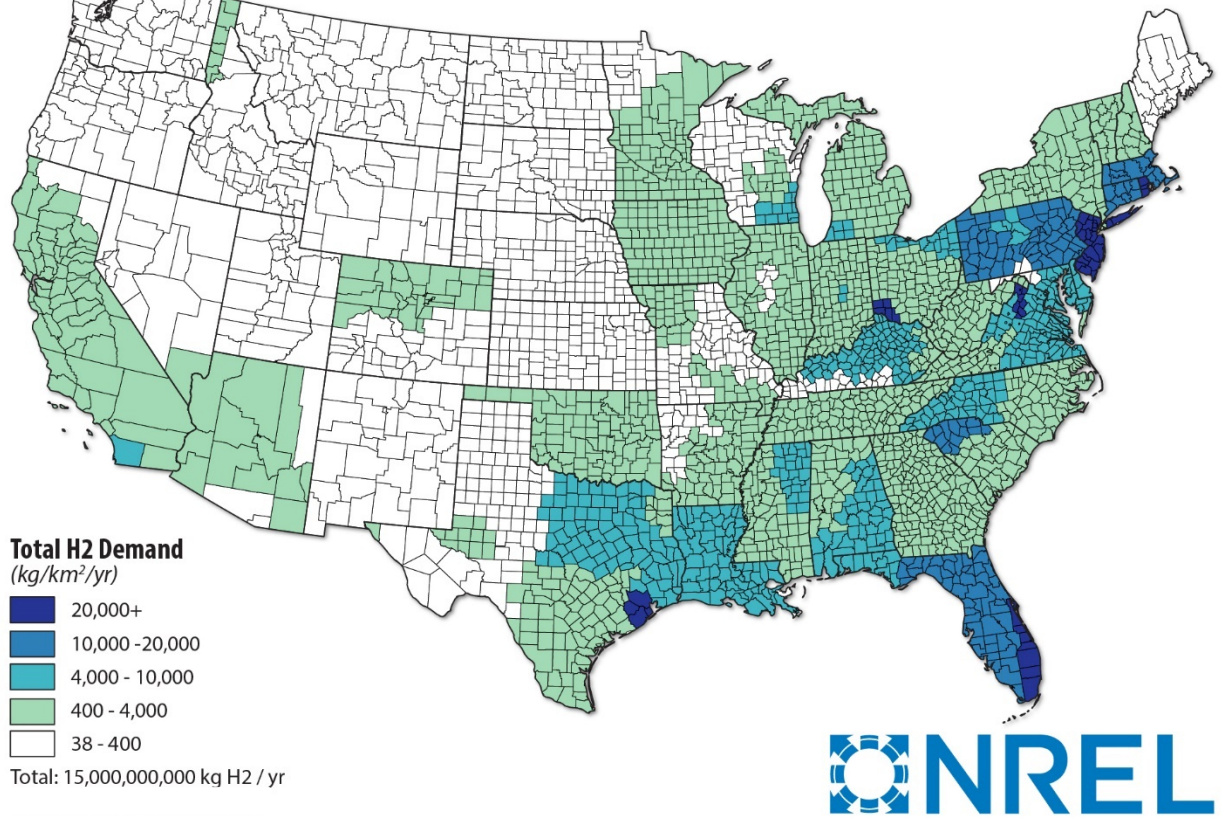 Total H2 Demand
(kg/km²/yr)
20,000+
10,000 -20,000
4,000 - 10,000
400 - 4,000
38 - 400
Total: 15,000,000,000 kg H2 / yr
NREL